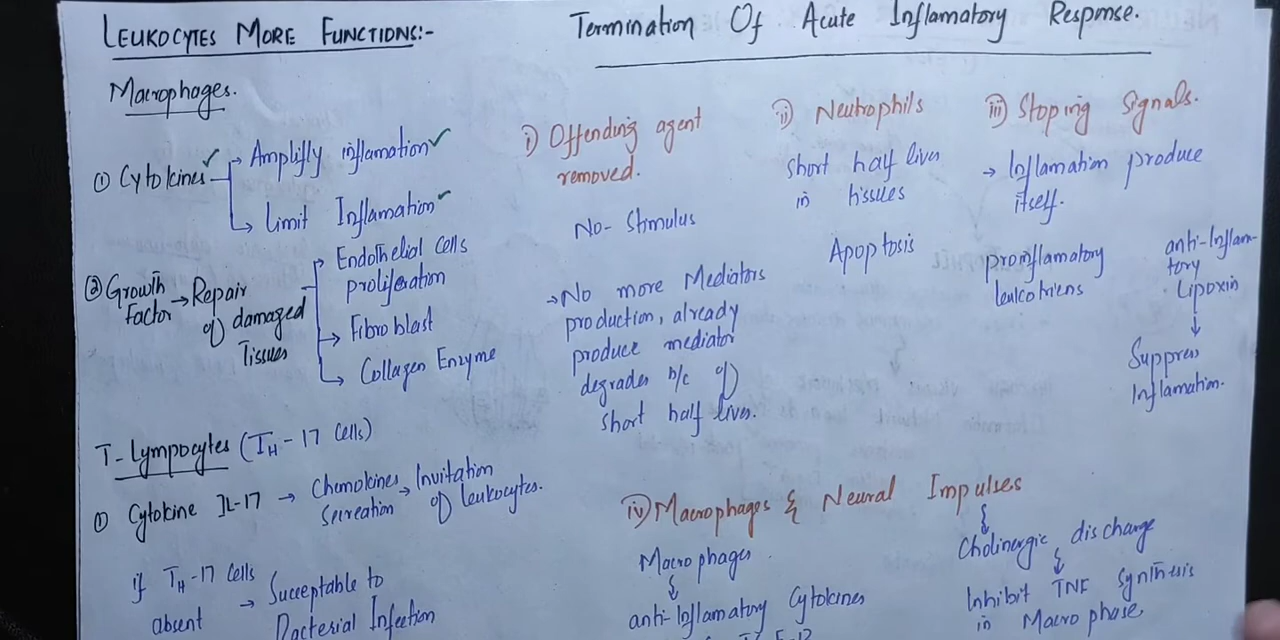 LEUKOCYTES MORE FUNCTIONS:-
Macrophages.
① Cytokines
Amplifly inflamation
Limit Inflamation
② Growth
Factor → Repair
of damaged
Tissues
Endothelial Cells
proliferation
Fibroblast
Collagen Enzyme
T-Lympocytes (TH-17 Cells)
① Cytokine IL-17 → Chemokines → Invitation
Secreation of leukocytes.
if TH-17 Cells
absent → Succeptable to
Bacterial Infection
Termination Of Acute Inflamatory Response.
i) Offending agent
removed.
No-Stimulus
→ No more Mediators
production, already
produce mediator
degrades b/c of
short half lives.
ii) Neutrophils
Short half lives
in tissues
Apoptosis
iii) Stoping Signals.
→ Inflamation produce
itself.
proinflamatory
leukotriens
anti-Inflam-
tory
Lipoxin
Suppress
Inflamation.
iv) Macrophages & Neural Impulses
Macrophages
anti-Inflamatory Cytokines
Cholinergic discharge
Inhibit TNF Synthesis
in Macrophase